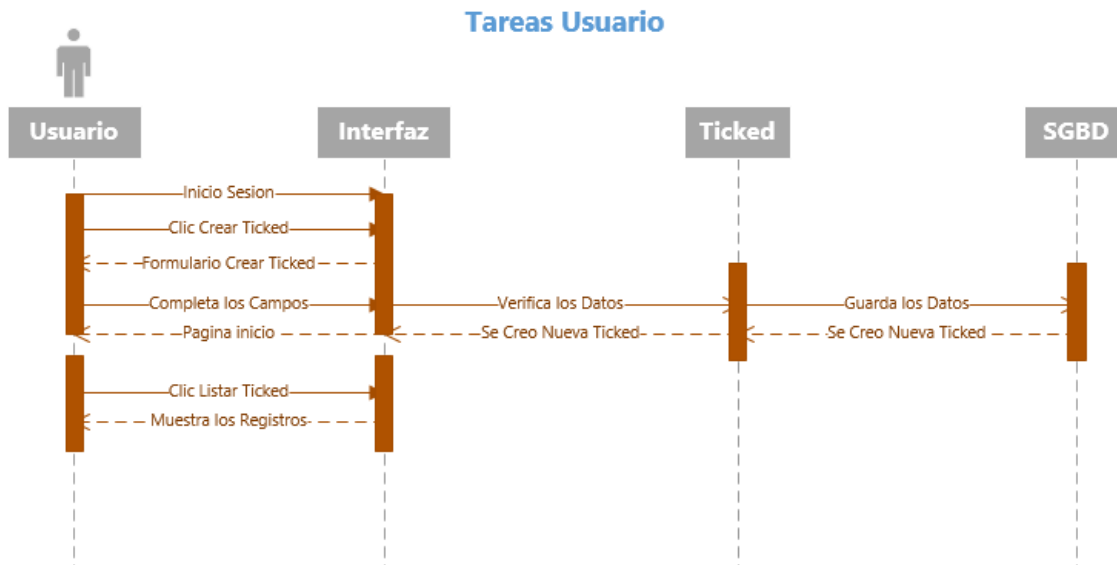 Tareas Usuario
Usuario
Interfaz
Ticked
SGBD
Inicio Sesion
Clic Crear Ticked
Formulario Crear Ticked
Completa los Campos
Verifica los Datos
Guarda los Datos
Pagina inicio
Se Creo Nueva Ticked
Se Creo Nueva Ticked
Clic Listar Ticked
Muestra los Registros